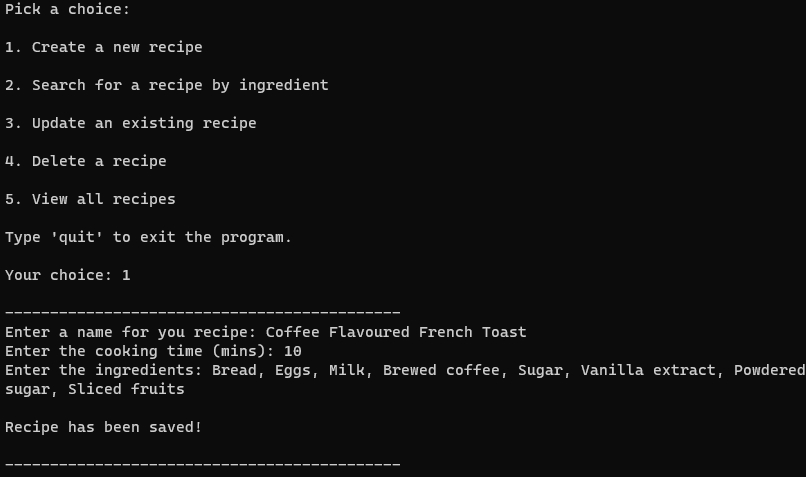 Pick a choice:
1. Create a new recipe
2. Search for a recipe by ingredient
3. Update an existing recipe
4. Delete a recipe
5. View all recipes
Type 'quit' to exit the program.
Your choice: 1
--------------------------------------------
Enter a name for you recipe: Coffee Flavoured French Toast
Enter the cooking time (mins): 10
Enter the ingredients: Bread, Eggs, Milk, Brewed coffee, Sugar, Vanilla extract, Powdered
sugar, Sliced fruits
Recipe has been saved!
--------------------------------------------